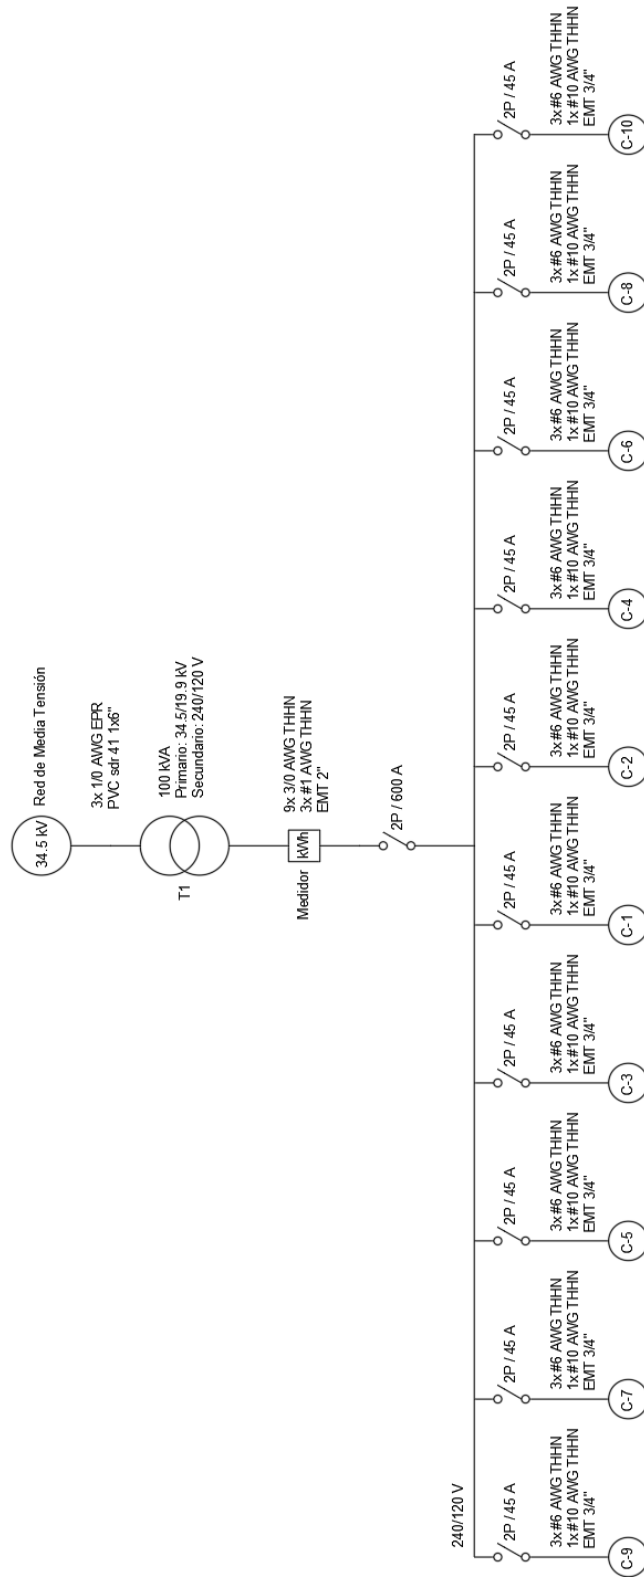 34.5 kV
Red de Media Tensión
3x 1/0 AWG EPR
PVC sdr 41 1x6"
T1
100 kVA
Primario: 34.5/19.9 kV
Secundario: 240/120 V
Medidor
kWh
9x 3/0 AWG THHN
3x #1 AWG THHN
EMT 2"
2P / 600 A
240/120 V
2P / 45 A
3x#6 AWG THHN
1x #10 AWG THHN
EMT 3/4"
C-9
2P / 45 A
3x#6 AWG THHN
1x #10 AWG THHN
EMT 3/4"
C-7
2P / 45 A
3x#6 AWG THHN
1x #10 AWG THHN
EMT 3/4"
C-5
2P / 45 A
3x#6 AWG THHN
1x #10 AWG THHN
EMT 3/4"
C-3
2P / 45 A
3x#6 AWG THHN
1x #10 AWG THHN
EMT 3/4"
C-1
2P / 45 A
3x#6 AWG THHN
1x #10 AWG THHN
EMT 3/4"
C-2
2P / 45 A
3x#6 AWG THHN
1x #10 AWG THHN
EMT 3/4"
C-4
2P / 45 A
3x#6 AWG THHN
1x #10 AWG THHN
EMT 3/4"
C-6
2P / 45 A
3x#6 AWG THHN
1x #10 AWG THHN
EMT 3/4"
C-8
2P / 45 A
3x#6 AWG THHN
1x #10 AWG THHN
EMT 3/4"
C-10